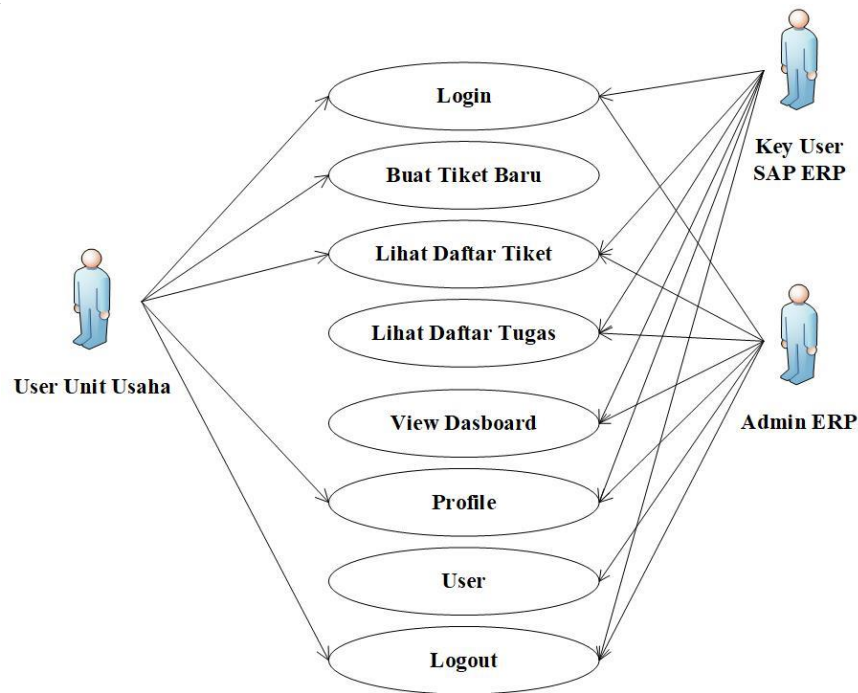 Login
Buat Tiket Baru
Lihat Daftar Tiket
Lihat Daftar Tugas
View Dasboard
Profile
User
Logout
User Unit Usaha
Key User
SAP ERP
Admin ERP